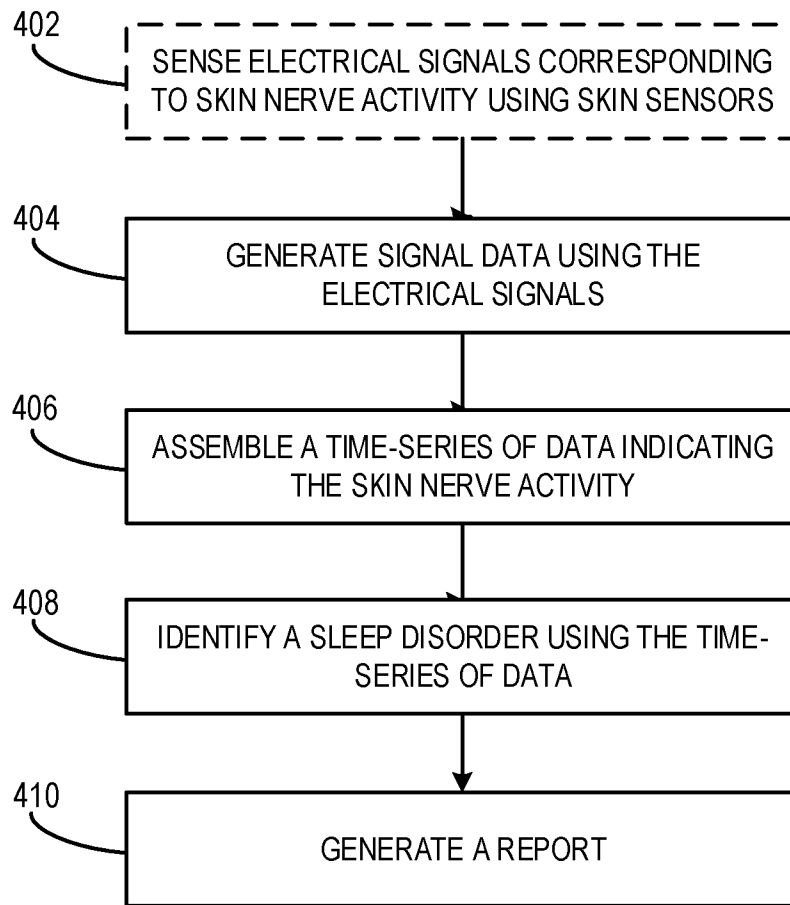 402
SENSE ELECTRICAL SIGNALS CORRESPONDING
TO SKIN NERVE ACTIVITY USING SKIN SENSORS
404
GENERATE SIGNAL DATA USING THE
ELECTRICAL SIGNALS
406
ASSEMBLE A TIME-SERIES OF DATA INDICATING
THE SKIN NERVE ACTIVITY
408
IDENTIFY A SLEEP DISORDER USING THE TIME-
SERIES OF DATA
410
GENERATE A REPORT